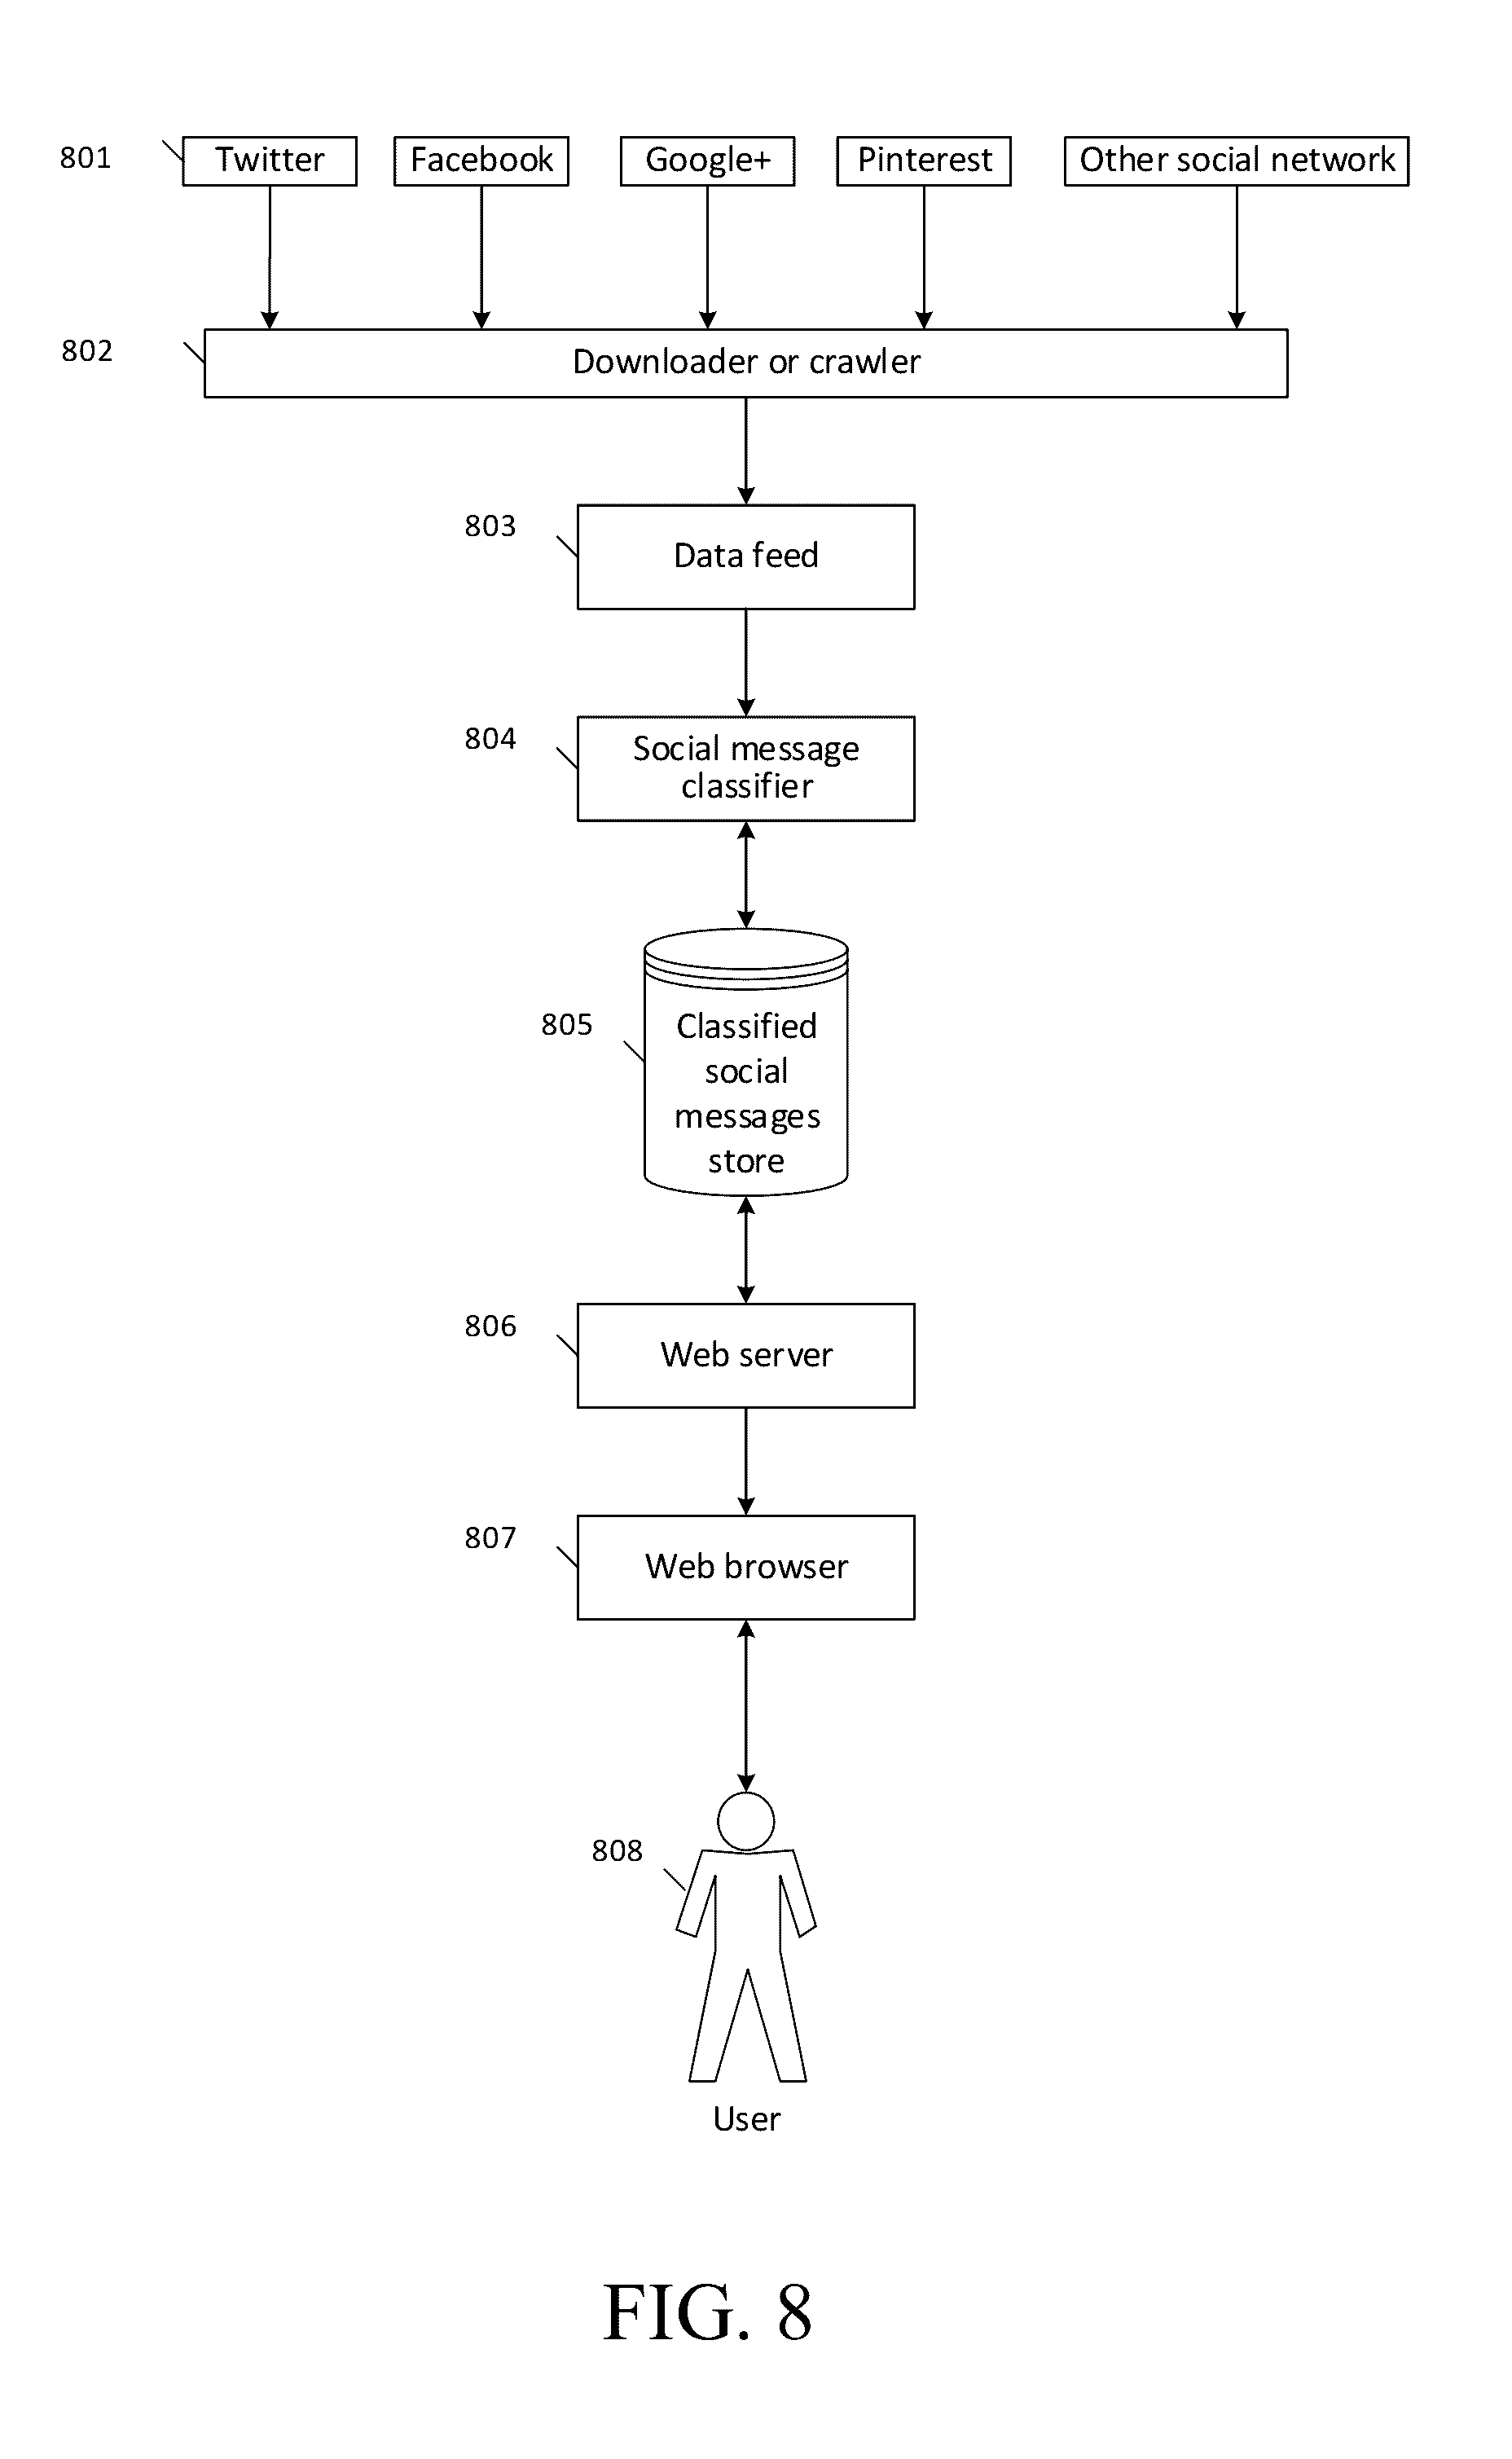 801 Twitter Facebook Google+ Pinterest Other social network
802 Downloader or crawler
803
Data feed
804
Social message
classifier
805
Classified
social
messages
store
806
Web server
807
Web browser
808
User
FIG. 8